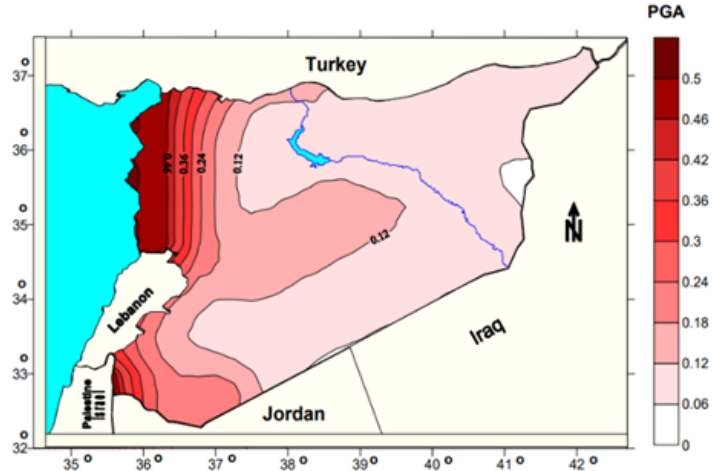 PGA
Turkey
0.5
0.46
0.42
0.36
0.3
0.24
0.18
0.12
0.06
0
37
36
35
34
33
32
0.46
0.36
0.24
0.12
0.12
N
Lebanon
Palestine
Iraq
Jordan
35 o
36 o
37 o
38 o
39 o
40 o
41 o
42 o